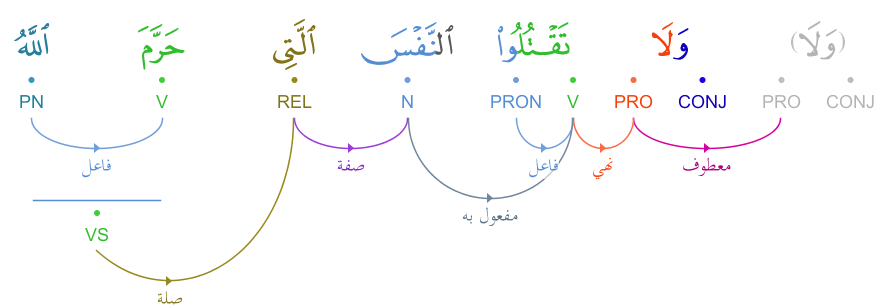 (وَلَا) وَلَا تَقْتُلُوا۟ ٱلنَّفْسَ ٱلَّتِى حَرَّمَ ٱللَّهُ
PN V REL N PRON V PRO CONJ PRO CONJ
فاعل صفة فاعل نهي معطوف
مفعول به
VS
صلة